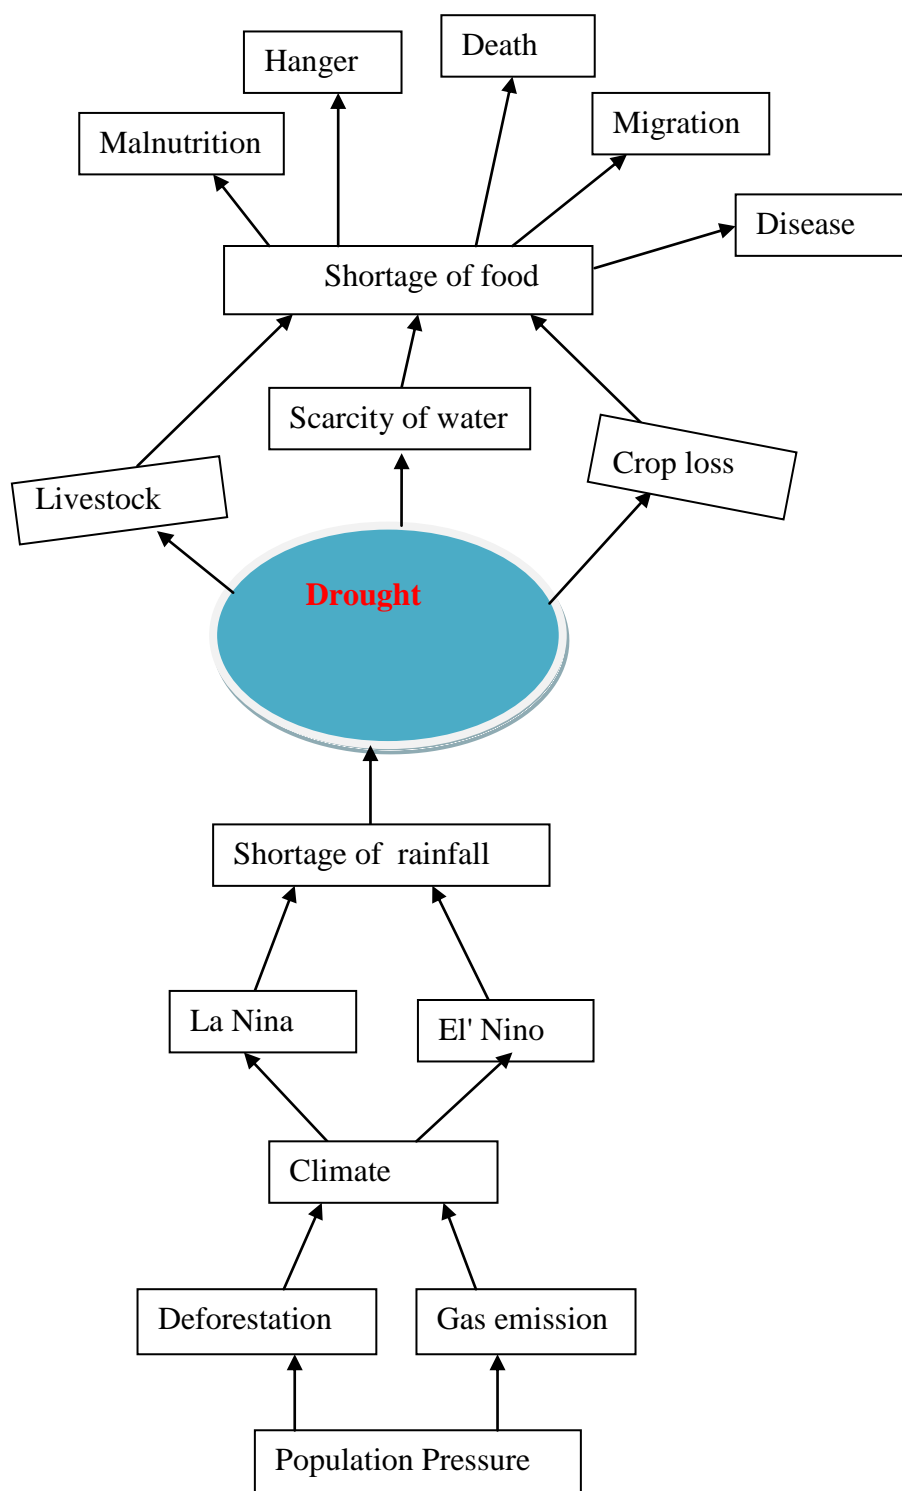 Death
Hanger
Migration
Malnutrition
Disease
Shortage of food
Scarcity of water
Crop loss
Livestock
Drought
Shortage of rainfall
La Nina
El' Nino
Climate
Deforestation
Gas emission
Population Pressure